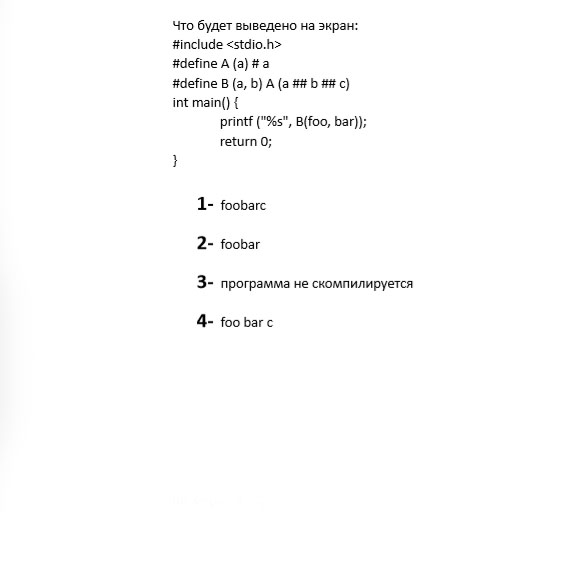 Что будет выведено на экран:
#include <stdio.h>
#define A (a) # a
#define B (a, b) A (a ## b ## c)
int main() {
printf ("%s", B(foo, bar));
return 0;
}
1- foobarc
2- foobar
3- программа не скомпилируется
4- foo bar c